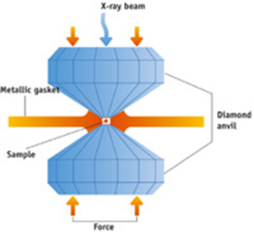 X-ray beam
Metallic gasket
Diamond
anvil
Sample
Force